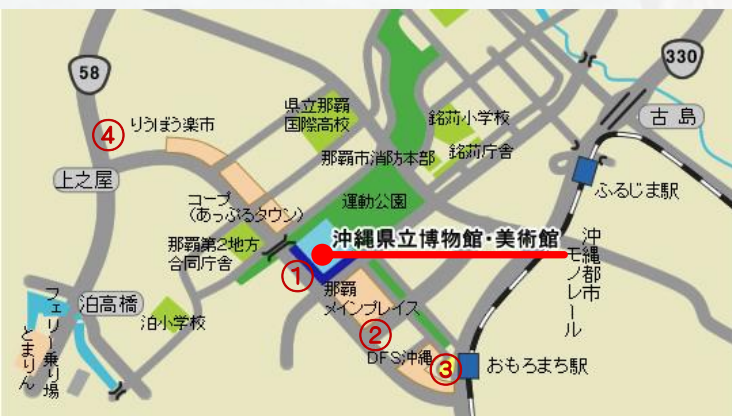 58
330
古島
④
りうぼう楽市
県立那覇
国際高校
銘苅小学校
那覇市消防本部
銘苅庁舎
上之屋
コープ
(あっぷるタウン)
運動公園
ふるじま駅
沖縄県立博物館・美術館
那覇第2地方
合同庁舎
①
沖縄都市
モノレール
那覇
メインプレイス
泊高橋
泊小学校
②
フェリー乗り場
とまりん
DFS沖縄
③
おもろまち駅